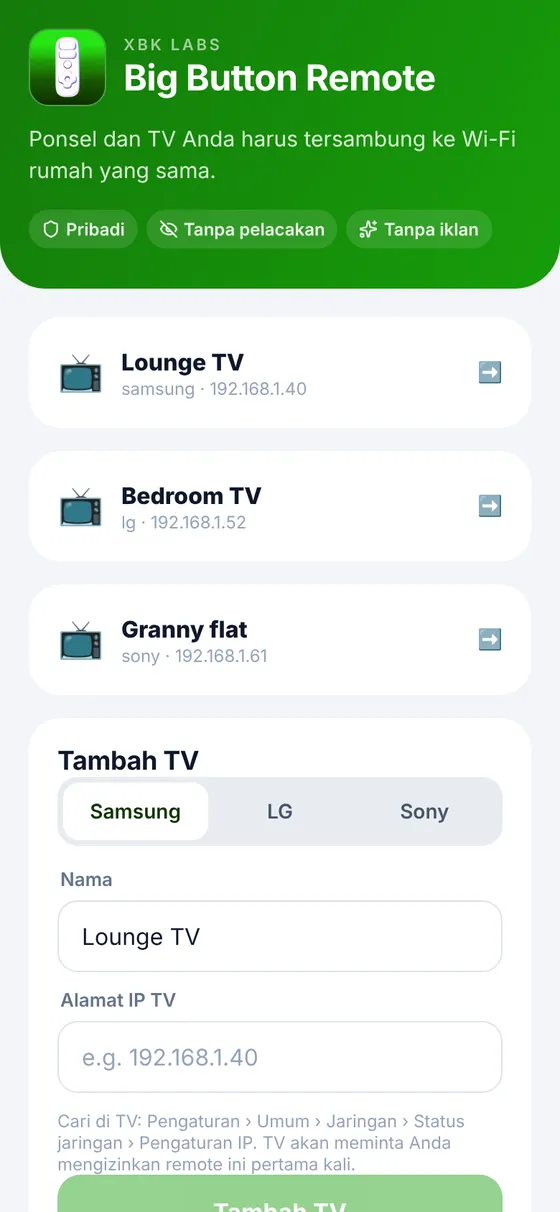 XBK LABS
Big Button Remote
Ponsel dan TV Anda harus tersambung ke Wi-Fi
rumah yang sama.
Pribadi
Tanpa pelacakan
Tanpa iklan
Lounge TV
samsung · 192.168.1.40
Bedroom TV
lg · 192.168.1.52
Granny flat
sony · 192.168.1.61
Tambah TV
Samsung
LG
Sony
Nama
Lounge TV
Alamat IP TV
e.g. 192.168.1.40
Cari di TV: Pengaturan › Umum › Jaringan › Status
jaringan › Pengaturan IP. TV akan meminta Anda
mengizinkan remote ini pertama kali.
Tambah TV